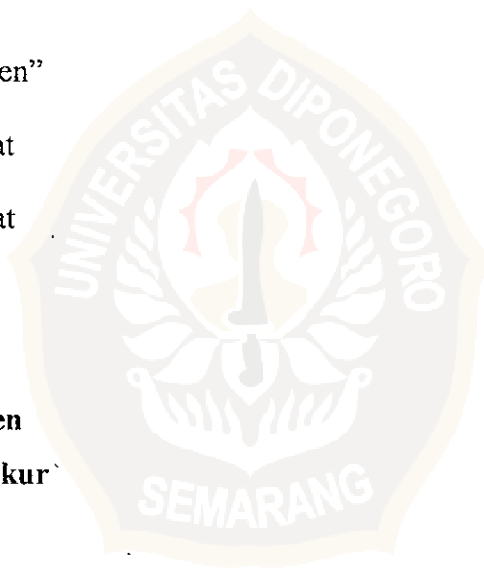 en”
at
at
en
kur
UNIVERSITAS DIPONEGORO
SEMARANG